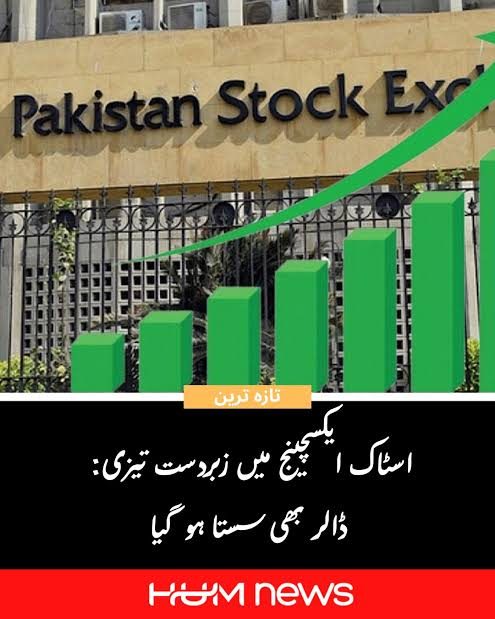 Pakistan Stock Exc
تازہ ترین
اسٹاک ایکسچینج میں زبردست تیزی:
ڈالر بھی سستا ہو گیا
HUM news